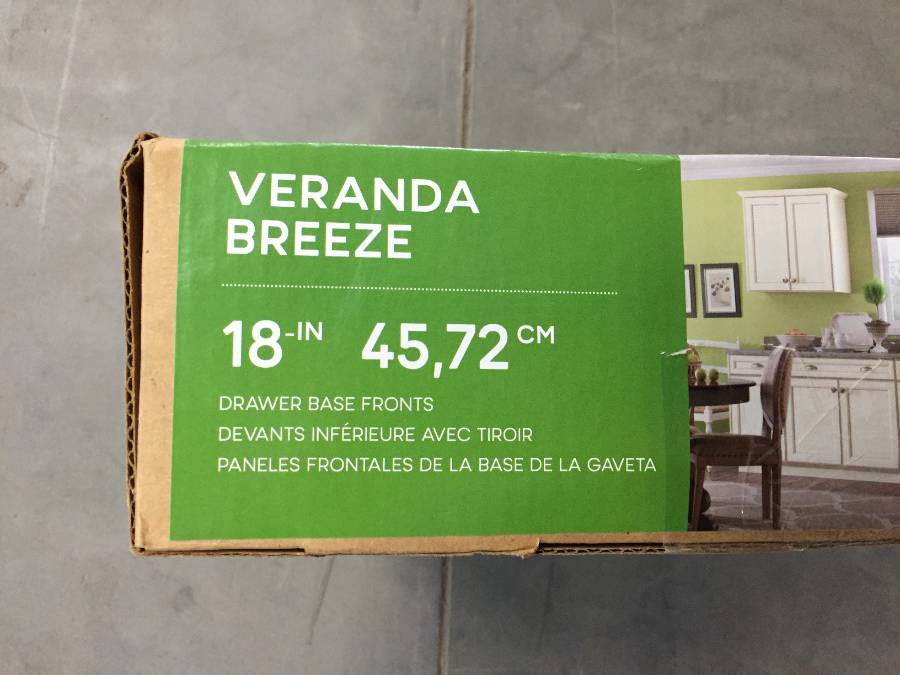 VERANDA
BREEZE
18-IN 45,72 CM
DRAWER BASE FRONTS
DEVANTS INFÉRIEURE AVEC TIROIR
PANELES FRONTALES DE LA BASE DE LA GAVETA